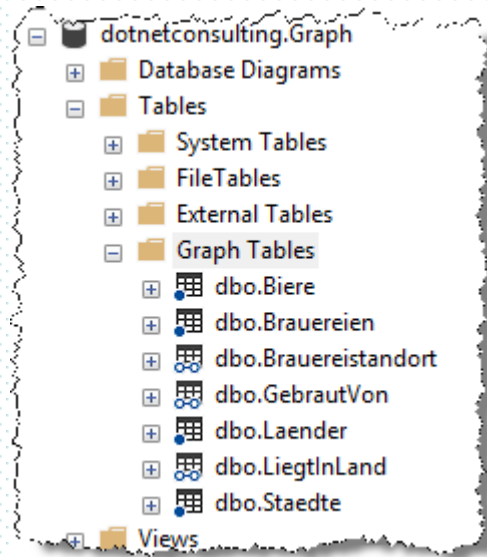 dotnetconsulting.Graph
Database Diagrams
Tables
System Tables
FileTables
External Tables
Graph Tables
dbo.Biere
dbo.Brauereien
dbo.Brauereistandort
dbo.GebrautVon
dbo.Laender
dbo.LiegtInLand
dbo.Staedte
Views